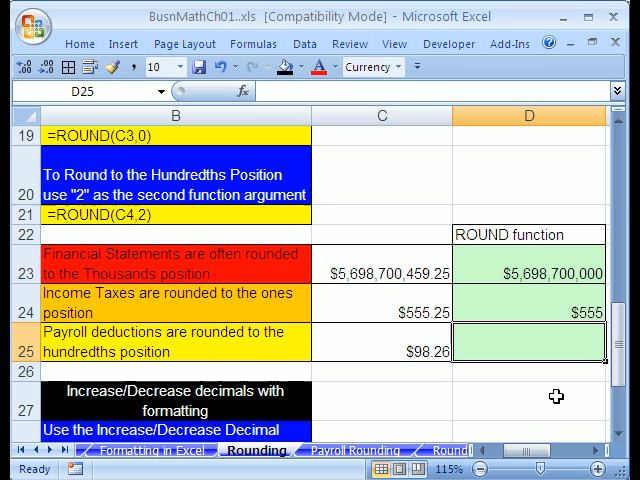 BusnMathCh01..xls [Compatibility Mode] - Microsoft Excel
Home Insert Page Layout Formulas Data Review View Developer Add-Ins
10 Currency
D25 fx
B C D
19 =ROUND(C3,0)
To Round to the Hundredths Position
20 use "2" as the second function argument
21 =ROUND(C4,2)
22 ROUND function
Financial Statements are often rounded
23 to the Thousands position $5,698,700,459.25 $5,698,700,000
Income Taxes are rounded to the ones
24 position $555.25 $555
Payroll deductions are rounded to the
25 hundredths position $98.26
26
Increase/Decrease decimals with
27 formatting
Use the Increase/Decrease Decimal
Formatting in Excel Rounding Payroll Rounding Round
Ready 115%